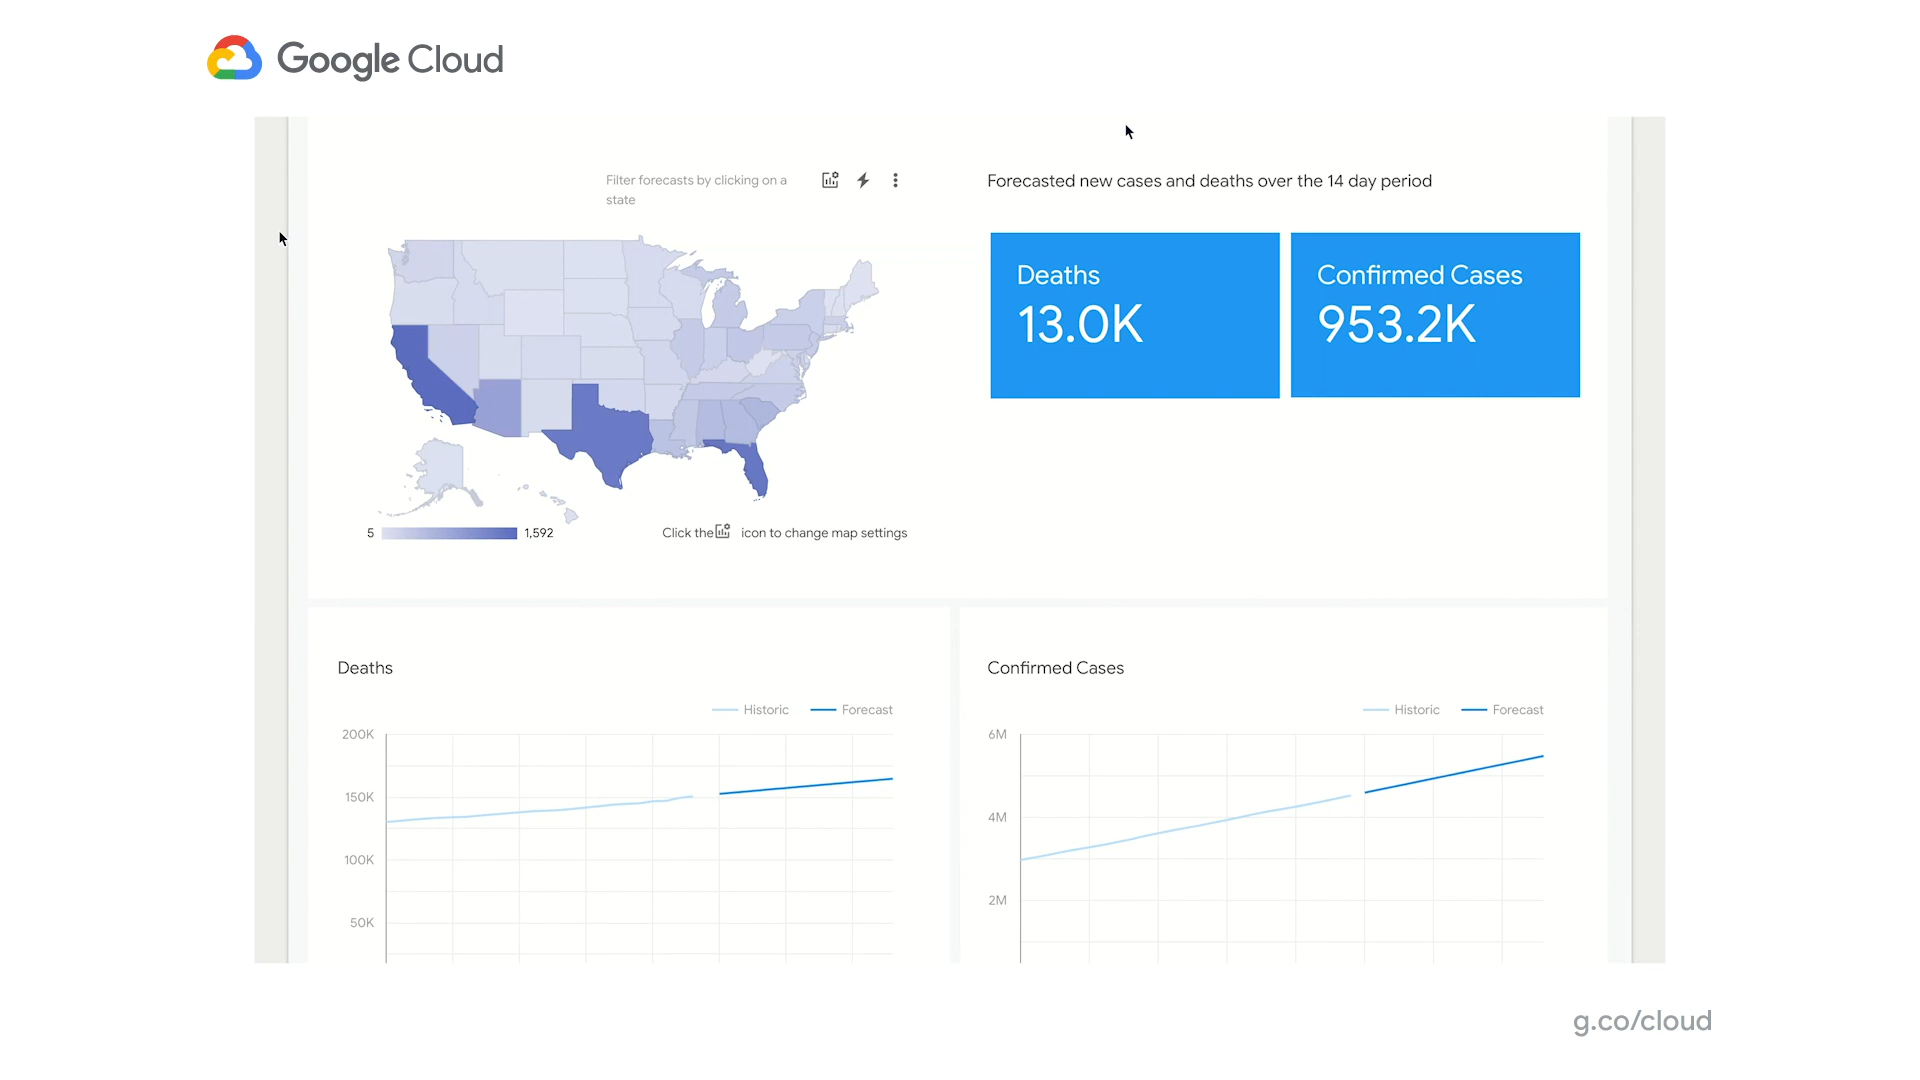 Google Cloud
Filter forecasts by clicking on a
state
Forecasted new cases and deaths over the 14 day period
Deaths
13.0K
Confirmed Cases
953.2K
5
1,592
Click the icon to change map settings
Deaths
Historic
Forecast
200K
150K
100K
50K
Confirmed Cases
Historic
Forecast
6M
4M
2M
g.co/cloud